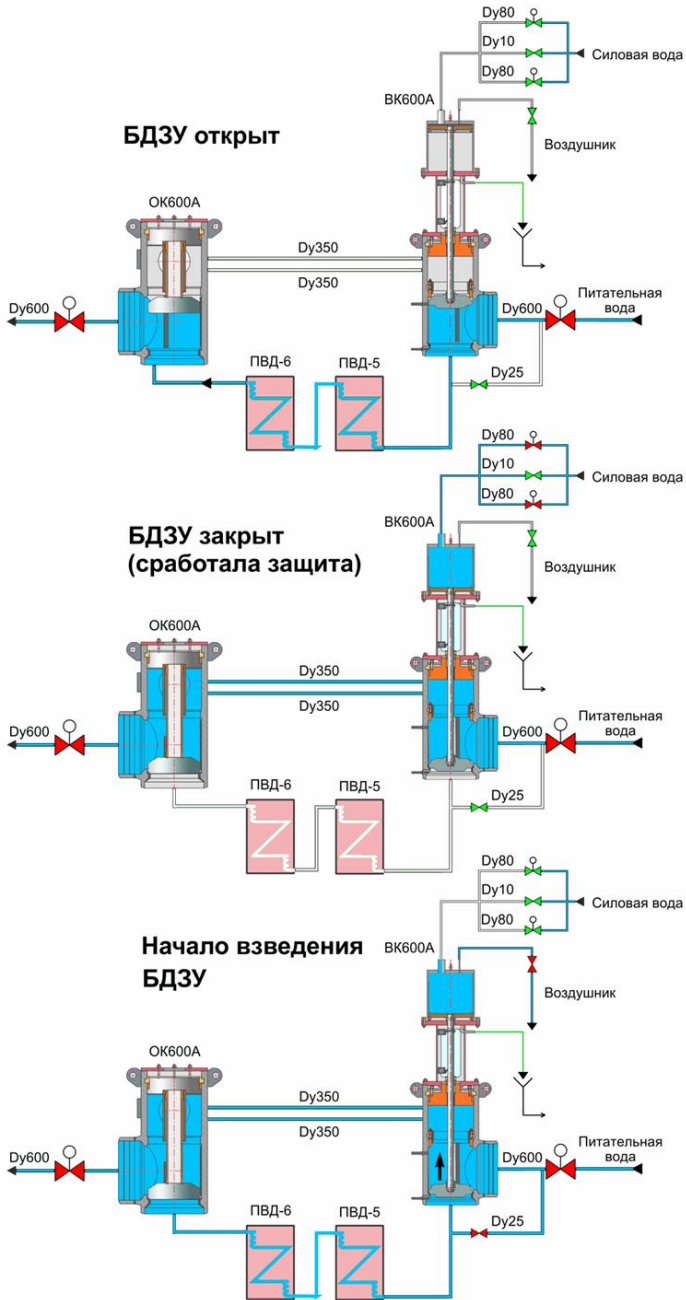 Dy80
Dy10
Силовая вода
Dy80
ВК600А
БДЗУ открыт
Воздушник
ОК600А
Dy350
Dy350
Dy600
Dy600
Питательная
вода
ПВД-6
ПВД-5
Dy25
Dy80
Dy10
Силовая вода
Dy80
ВК600А
БДЗУ закрыт
(сработала защита)
Воздушник
ОК600А
Dy350
Dy350
Dy600
Dy600
Питательная
вода
ПВД-6
ПВД-5
Dy25
Dy80
Dy10
Силовая вода
Dy80
Начало взведения
БДЗУ
ВК600А
Воздушник
ОК600А
Dy350
Dy350
Dy600
Dy600
Питательная
вода
ПВД-6
ПВД-5
Dy25